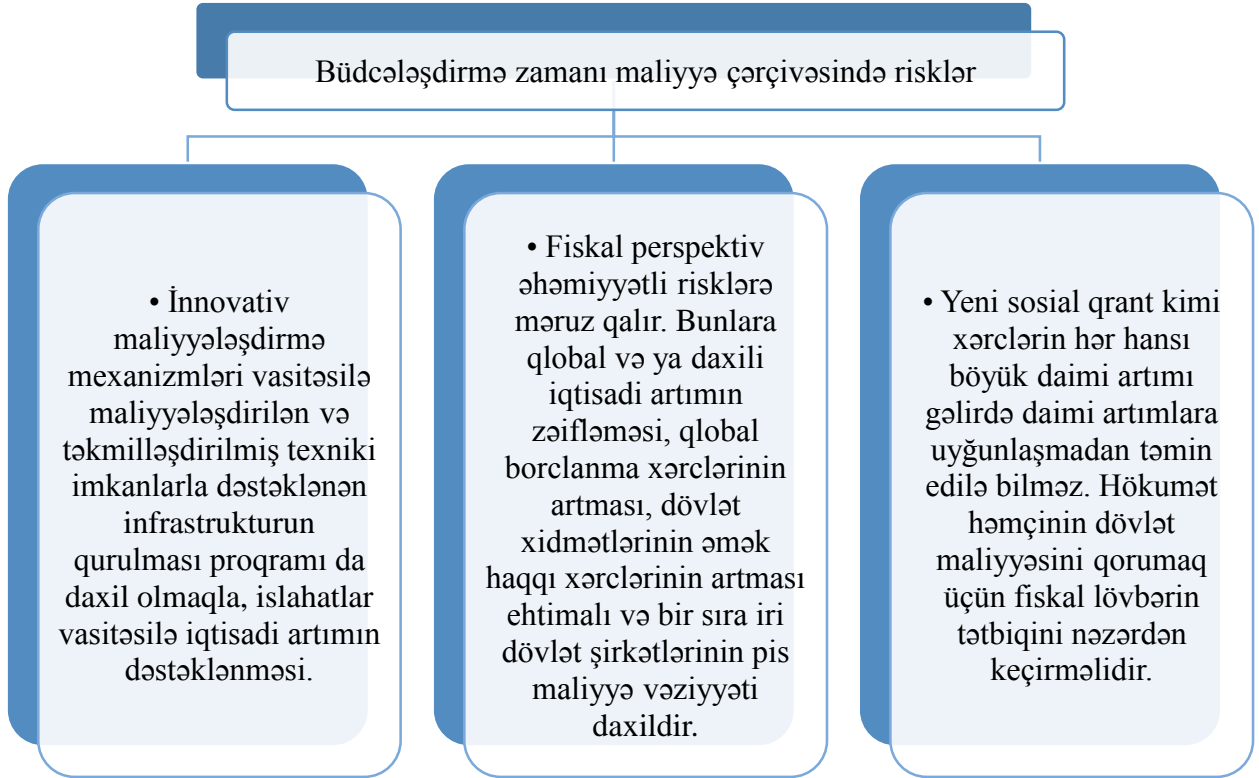 Büdcələşdirmə zamanı maliyyə çərçivəsində risklər
• İnnovativ
maliyyələşdirmə
mexanizmləri vasitəsilə
maliyyələşdirilən və
təkmilləşdirilmiş texniki
imkanlarla dəstəklənən
infrastrukturun
qurulması proqramı da
daxil olmaqla, islahatlar
vasitəsilə iqtisadi artımın
dəstəklənməsi.
• Fiskal perspektiv
əhəmiyyətli risklərə
məruz qalır. Bunlara
qlobal və ya daxili
iqtisadi artımın
zəifləməsi, qlobal
borclanma xərclərinin
artması, dövlət
xidmətlərinin əmək
haqqı xərclərinin artması
ehtimalı və bir sıra iri
dövlət şirkətlərinin pis
maliyyə vəziyyəti
daxildir.
• Yeni sosial qrant kimi
xərclərin hər hansı
böyük daimi artımı
gəlirdə daimi artımlara
uyğunlaşmadan təmin
edilə bilməz. Hökumət
həmçinin dövlət
maliyyəsini qorumaq
üçün fiskal lövbərin
tətbiqini nəzərdən
keçirməlidir.